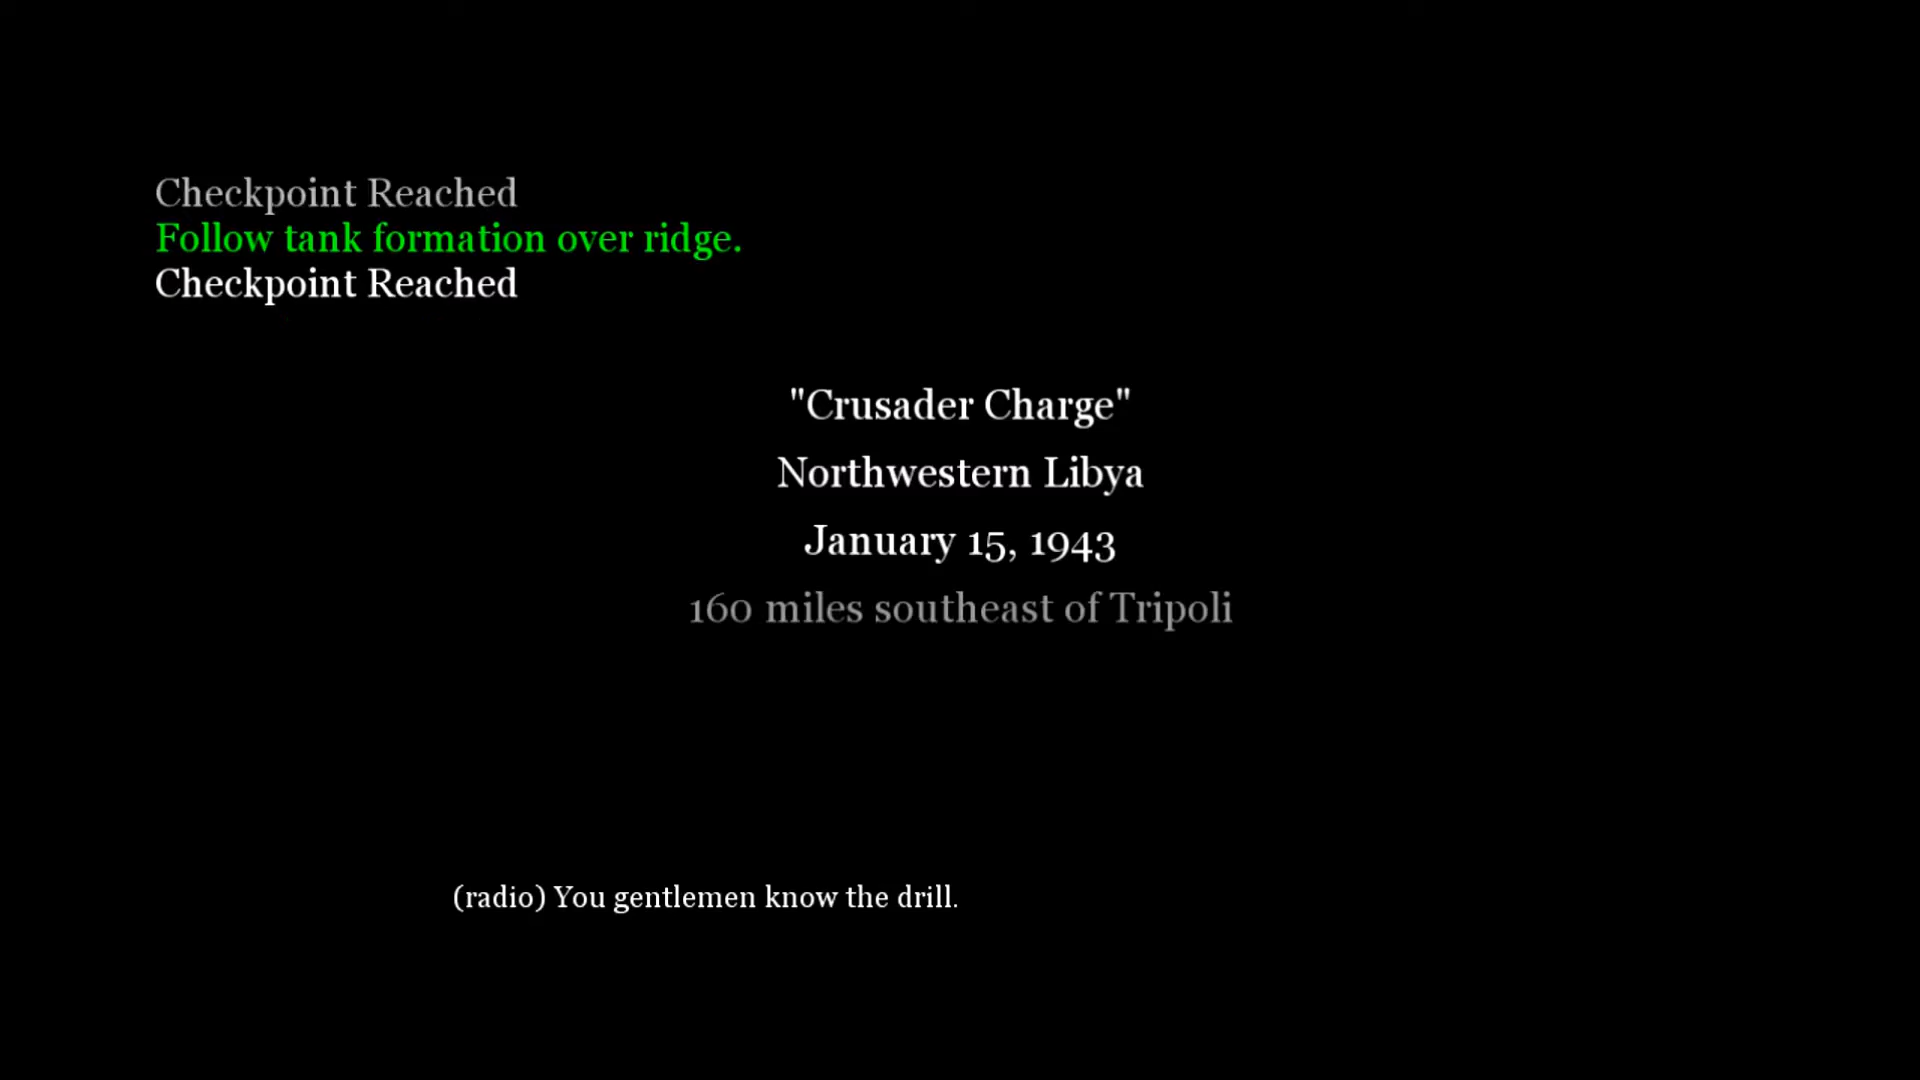 Checkpoint Reached
Follow tank formation over ridge.
Checkpoint Reached
"Crusader Charge"
Northwestern Libya
January 15, 1943
160 miles southeast of Tripoli
(radio) You gentlemen know the drill.